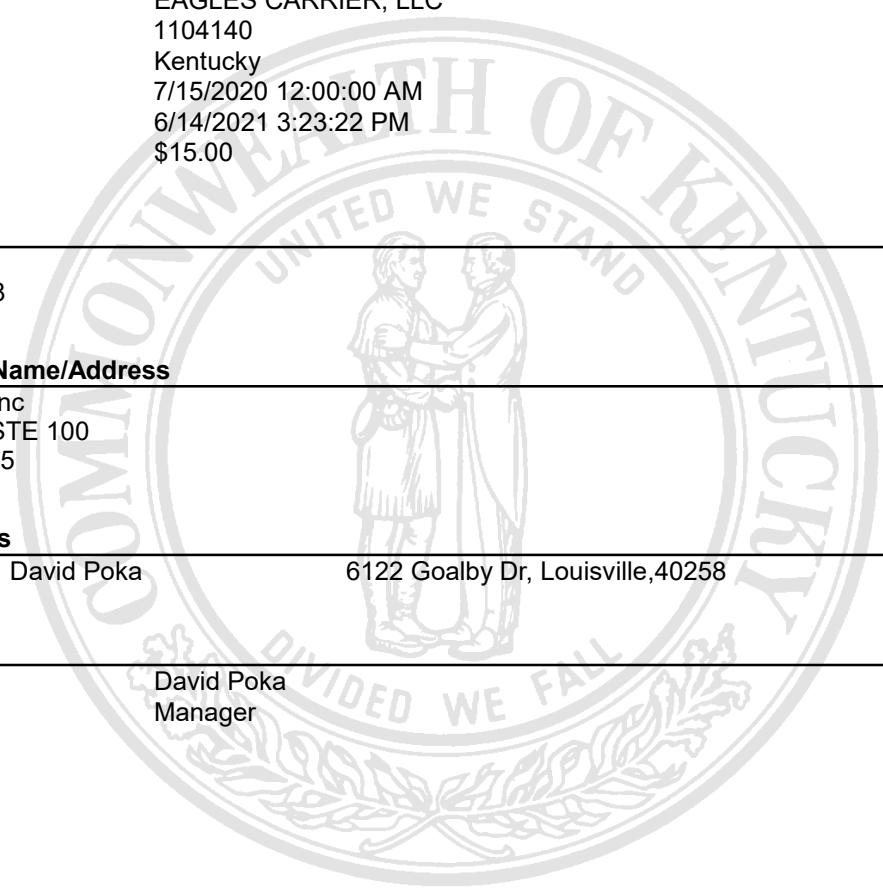 EAGLES CARRIER, LLC
1104140
Kentucky
7/15/2020 12:00:00 AM
6/14/2021 3:23:22 PM
$15.00
COMMONWEALTH OF KENTUCKY
UNITED WE STAND
Name/Address
STE 100
s
David Poka 6122 Goalby Dr, Louisville,40258
DIVIDED WE FALL
David Poka
Manager